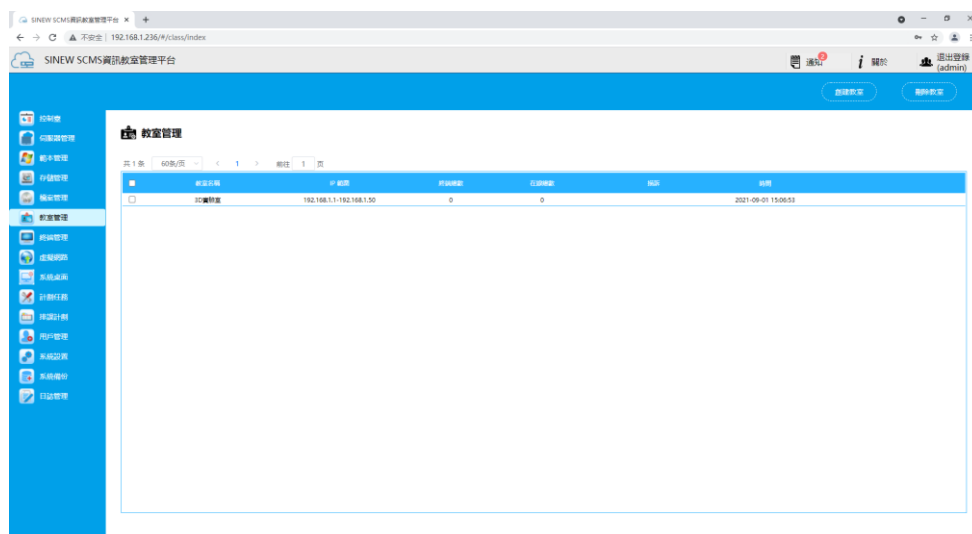 SINEW SCMS資訊教室管理平台
不安全 | 192.168.1.236/#/class/index
SINEW SCMS資訊教室管理平台
通知 2
關於
退出登錄
(admin)
創建教室
刪除教室
控制臺
伺服器管理
範本管理
存儲管理
鏡像管理
教室管理
終端管理
虛擬網路
系統桌面
計劃任務
排課計劃
用戶管理
系統設置
系統備份
日誌管理
教室管理
共 1 条 60条/页 1 前往 1 页
教室名稱 IP 範圍 終端總數 在線總數 描述 時間
3D實驗室 192.168.1.1-192.168.1.50 0 0 2021-09-01 15:06:53